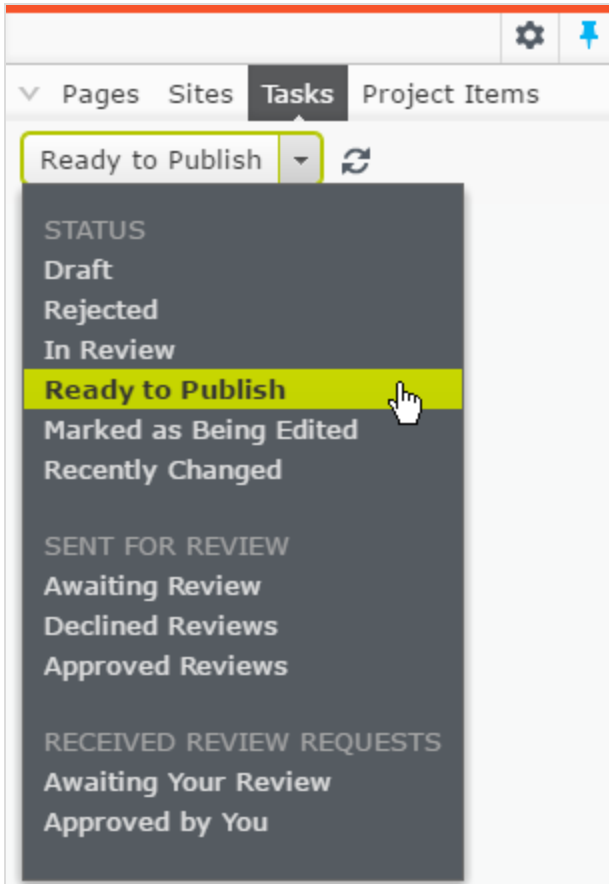 Pages Sites Tasks Project Items
Ready to Publish
STATUS
Draft
Rejected
In Review
Ready to Publish
Marked as Being Edited
Recently Changed
SENT FOR REVIEW
Awaiting Review
Declined Reviews
Approved Reviews
RECEIVED REVIEW REQUESTS
Awaiting Your Review
Approved by You